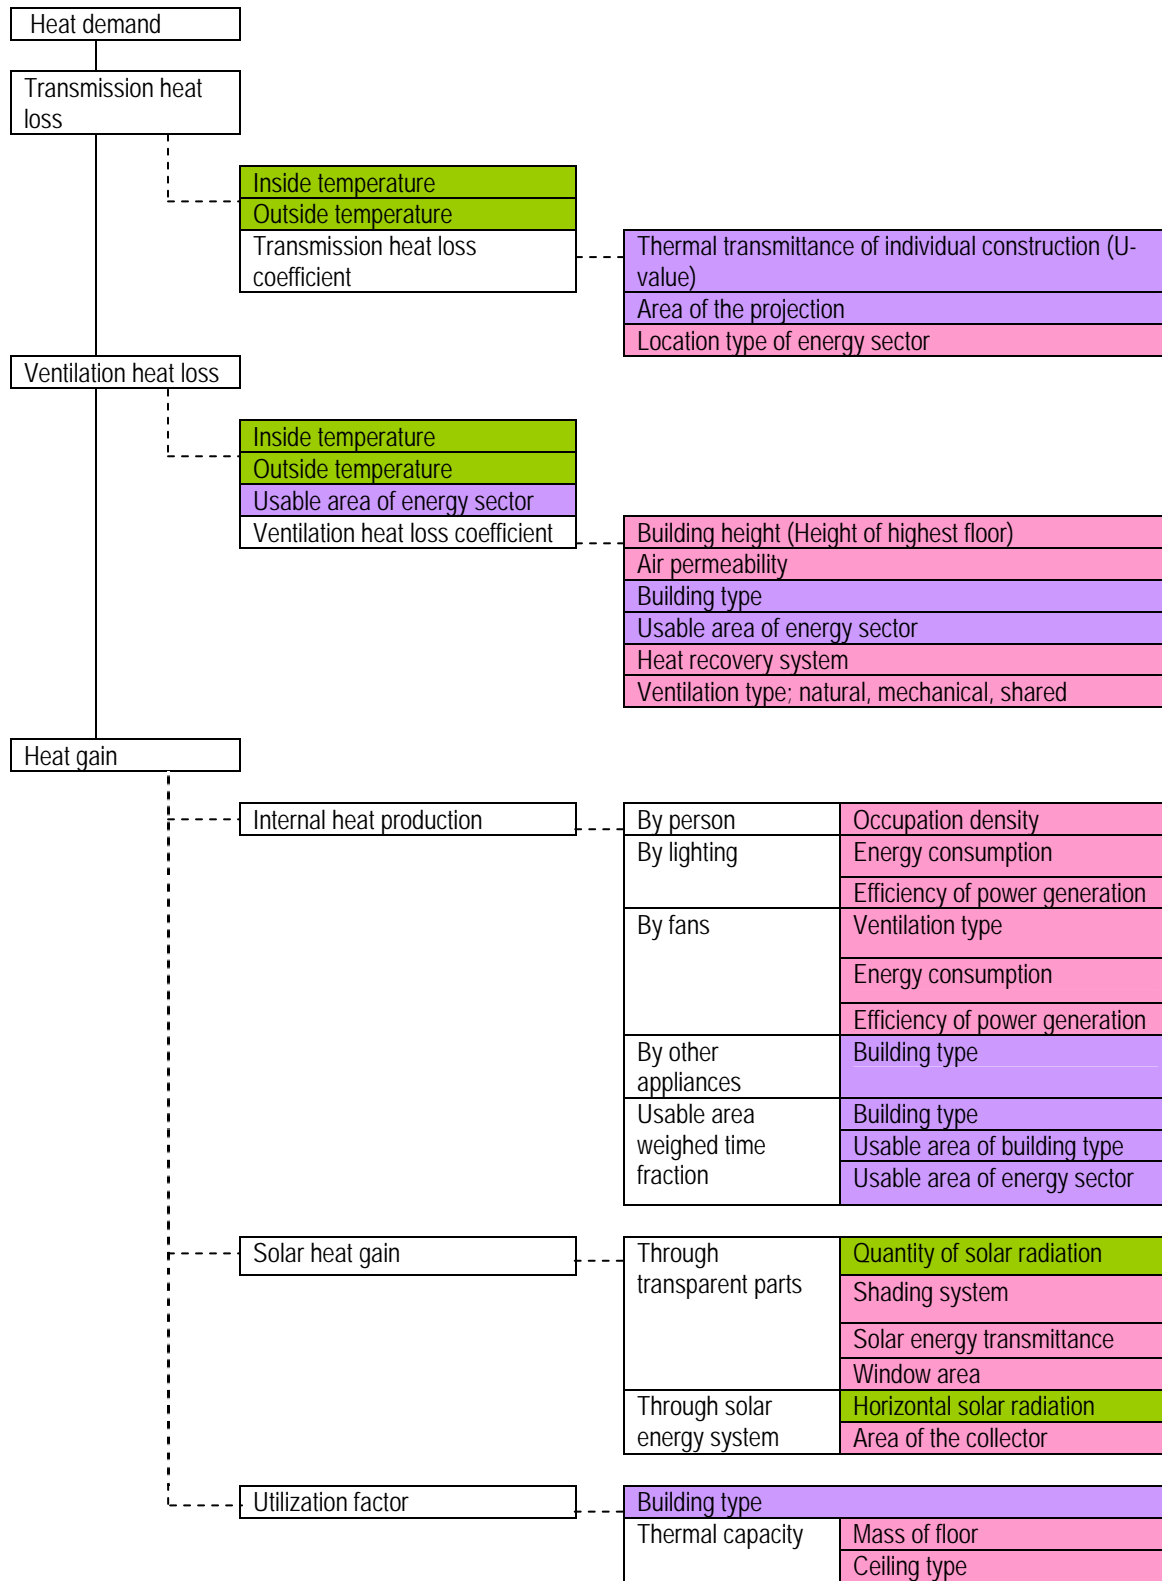 Heat demand
Transmission heat
loss
Inside temperature
Outside temperature
Transmission heat loss
coefficient
Thermal transmittance of individual construction (U-
value)
Area of the projection
Location type of energy sector
Ventilation heat loss
Inside temperature
Outside temperature
Usable area of energy sector
Ventilation heat loss coefficient
Building height (Height of highest floor)
Air permeability
Building type
Usable area of energy sector
Heat recovery system
Ventilation type; natural, mechanical, shared
Heat gain
Internal heat production
By person
Occupation density
By lighting
Energy consumption
Efficiency of power generation
By fans
Ventilation type
Energy consumption
Efficiency of power generation
By other
appliances
Building type
Usable area
weighed time
fraction
Building type
Usable area of building type
Usable area of energy sector
Solar heat gain
Through
transparent parts
Quantity of solar radiation
Shading system
Solar energy transmittance
Window area
Through solar
energy system
Horizontal solar radiation
Area of the collector
Utilization factor
Building type
Thermal capacity
Mass of floor
Ceiling type